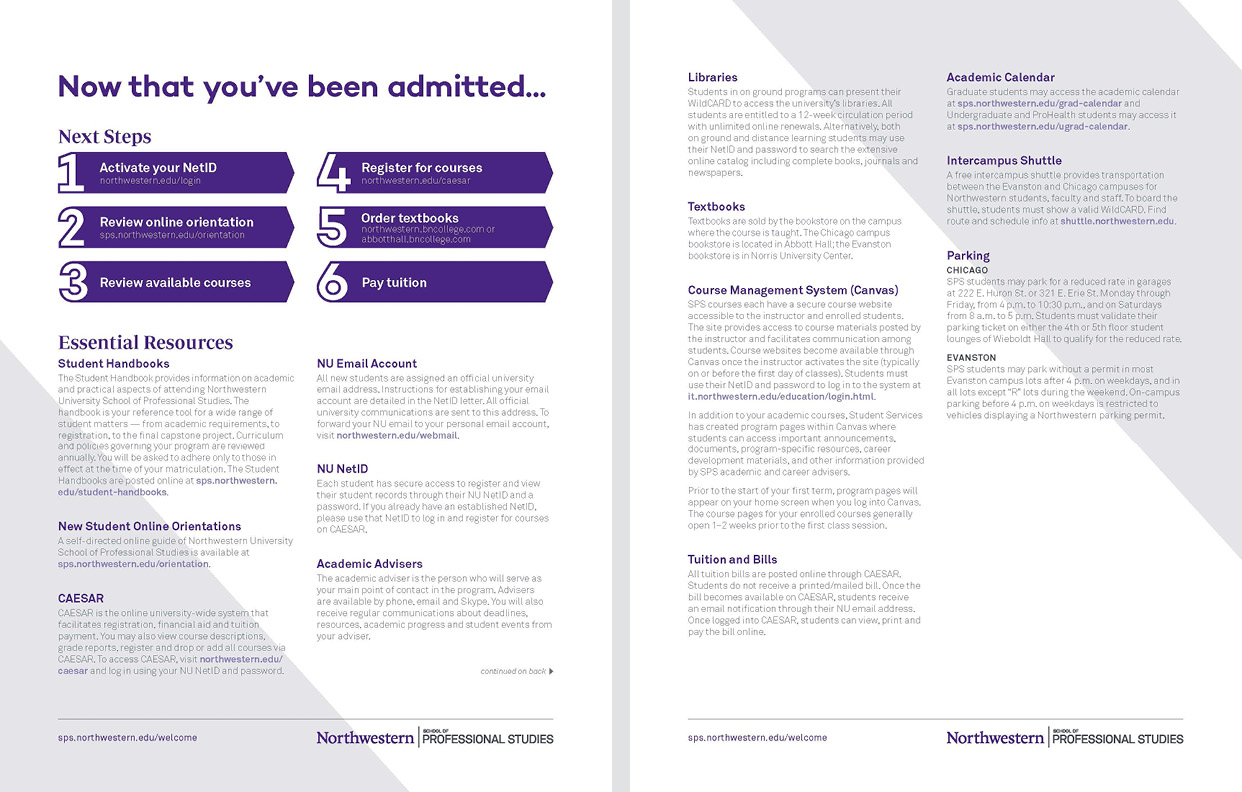 Now that you've been admitted...
Next Steps
1 Activate your NetID
northwestern.edu/login
2 Review online orientation
sps.northwestern.edu/orientation
3 Review available courses
4 Register for courses
northwestern.edu/caesar
5 Order textbooks
northwestern.bncollege.com or
abbotthall.bncollege.com
6 Pay tuition
Essential Resources
Student Handbooks
The Student Handbook provides information on academic
and practical aspects of attending Northwestern
University School of Professional Studies. The
handbook is your reference tool for a wide range of
student matters — from academic requirements, to
registration, to the final capstone project. Curriculum
and policies governing your program are reviewed
annually. You will be asked to adhere only to those in
effect at the time of your matriculation. The Student
Handbooks are posted online at sps.northwestern.
edu/student-handbooks.
New Student Online Orientations
A self-directed online guide of Northwestern University
School of Professional Studies is available at
sps.northwestern.edu/orientation.
CAESAR
CAESAR is the online university-wide system that
facilitates registration, financial aid and tuition
payment. You may also view course descriptions,
grade reports, register and drop or add all courses via
CAESAR. To access CAESAR, visit northwestern.edu/
caesar and log in using your NU NetID and password.
NU Email Account
All new students are assigned an official university
email address. Instructions for establishing your email
account are detailed in the NetID letter. All official
university communications are sent to this address. To
forward your NU email to your personal email account,
visit northwestern.edu/webmail.
NU NetID
Each student has secure access to register and view
their student records through their NU NetID and a
password. If you already have an established NetID,
please use that NetID to log in and register for courses
on CAESAR.
Academic Advisers
The academic adviser is the person who will serve as
your main point of contact in the program. Advisers
are available by phone, email and Skype. You will also
receive regular communications about deadlines,
resources, academic progress and student events from
your adviser.
continued on back
sps.northwestern.edu/welcome
Northwestern SCHOOL OF PROFESSIONAL STUDIES
Libraries
Students in on ground programs can present their
WildCARD to access the university's libraries. All
students are entitled to a 12-week circulation period
with unlimited online renewals. Alternatively, both
on ground and distance learning students may use
their NetID and password to search the extensive
online catalog including complete books, journals and
newspapers.
Textbooks
Textbooks are sold by the bookstore on the campus
where the course is taught. The Chicago campus
bookstore is located in Abbott Hall; the Evanston
bookstore is in Norris University Center.
Course Management System (Canvas)
SPS courses each have a secure course website
accessible to the instructor and enrolled students.
The site provides access to course materials posted by
the instructor and facilitates communication among
students. Course websites become available through
Canvas once the instructor activates the site (typically
on or before the first day of classes). Students must
use their NetID and password to log in to the system at
it.northwestern.edu/education/login.html.
In addition to your academic courses, Student Services
has created program pages within Canvas where
students can access important announcements,
documents, program-specific resources, career
development materials, and other information provided
by SPS academic and career advisers.
Prior to the start of your first term, program pages will
appear on your home screen when you log into Canvas.
The course pages for your enrolled courses generally
open 1–2 weeks prior to the first class session.
Tuition and Bills
All tuition bills are posted online through CAESAR.
Students do not receive a printed/mailed bill. Once the
bill becomes available on CAESAR, students receive
an email notification through their NU email address.
Once logged into CAESAR, students can view, print and
pay the bill online.
Academic Calendar
Graduate students may access the academic calendar
at sps.northwestern.edu/grad-calendar and
Undergraduate and ProHealth students may access it
at sps.northwestern.edu/ugrad-calendar.
Intercampus Shuttle
A free intercampus shuttle provides transportation
between the Evanston and Chicago campuses for
Northwestern students, faculty and staff. To board the
shuttle, students must show a valid WildCARD. Find
route and schedule info at shuttle.northwestern.edu.
Parking
CHICAGO
SPS students may park for a reduced rate in garages
at 222 E. Huron St. or 321 E. Erie St. Monday through
Friday, from 4 p.m. to 10:30 p.m., and on Saturdays
from 8 a.m. to 5 p.m. Students must validate their
parking ticket on either the 4th or 5th floor student
lounges of Wieboldt Hall to qualify for the reduced rate.
EVANSTON
SPS students may park without a permit in most
Evanston campus lots after 4 p.m. on weekdays, and in
all lots except "R" lots during the weekend. On-campus
parking before 4 p.m. on weekdays is restricted to
vehicles displaying a Northwestern parking permit.
sps.northwestern.edu/welcome
Northwestern SCHOOL OF PROFESSIONAL STUDIES